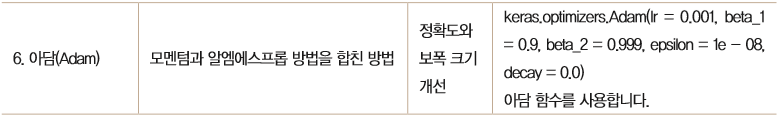 6. 아담(Adam)
모멘텀과 알엠에스프롭 방법을 합친 방법
정확도와
보폭 크기
개선
keras.optimizers.Adam(lr = 0.001, beta_1
= 0.9, beta_2 = 0.999, epsilon = 1e - 08,
decay = 0.0)
아담 함수를 사용합니다.